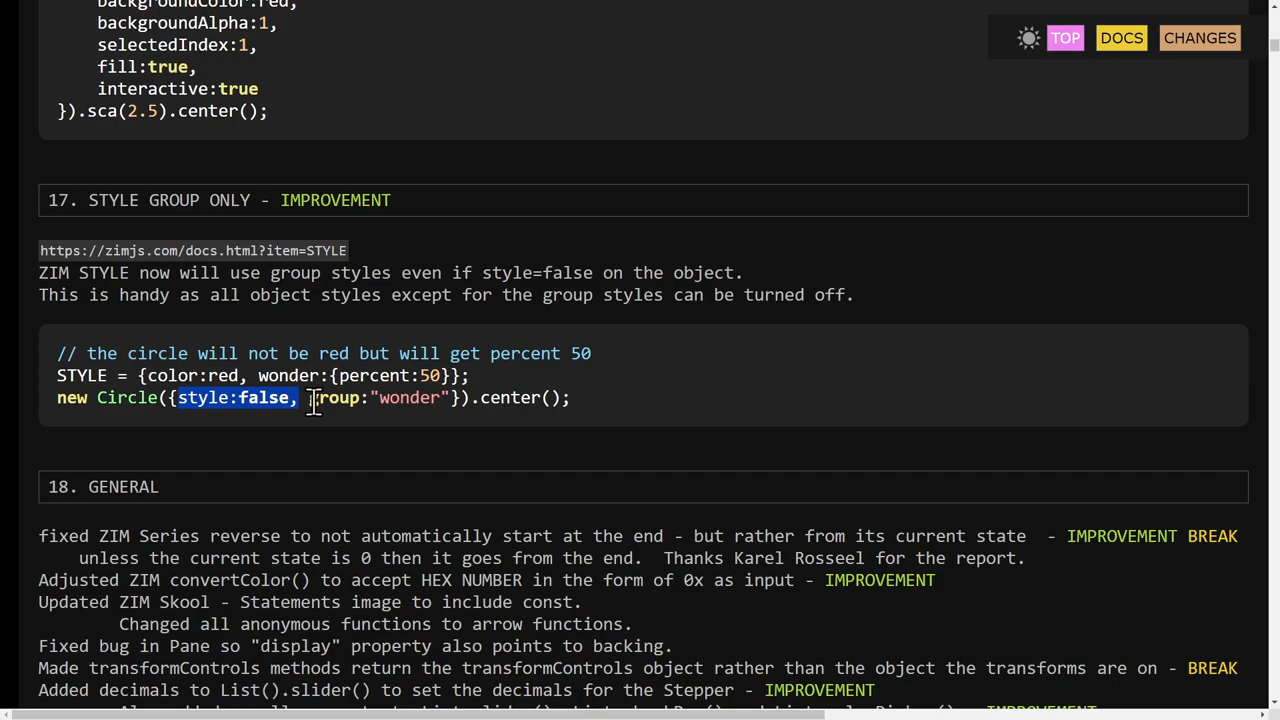 backgroundColor:red,
backgroundAlpha:1,
selectedIndex:1,
fill:true,
interactive:true
}).sca(2.5).center();
TOP DOCS CHANGES
17. STYLE GROUP ONLY - IMPROVEMENT
https://zimjs.com/docs.html?item=STYLE
ZIM STYLE now will use group styles even if style=false on the object.
This is handy as all object styles except for the group styles can be turned off.
// the circle will not be red but will get percent 50
STYLE = {color:red, wonder:{percent:50}};
new Circle({style:false, group:"wonder"}).center();
18. GENERAL
fixed ZIM Series reverse to not automatically start at the end - but rather from its current state - IMPROVEMENT BREAK
unless the current state is 0 then it goes from the end. Thanks Karel Rosseel for the report.
Adjusted ZIM convertColor() to accept HEX NUMBER in the form of 0x as input - IMPROVEMENT
Updated ZIM Skool - Statements image to include const.
Changed all anonymous functions to arrow functions.
Fixed bug in Pane so "display" property also points to backing.
Made transformControls methods return the transformControls object rather than the object the transforms are on - BREAK
Added decimals to List().slider() to set the decimals for the Stepper - IMPROVEMENT